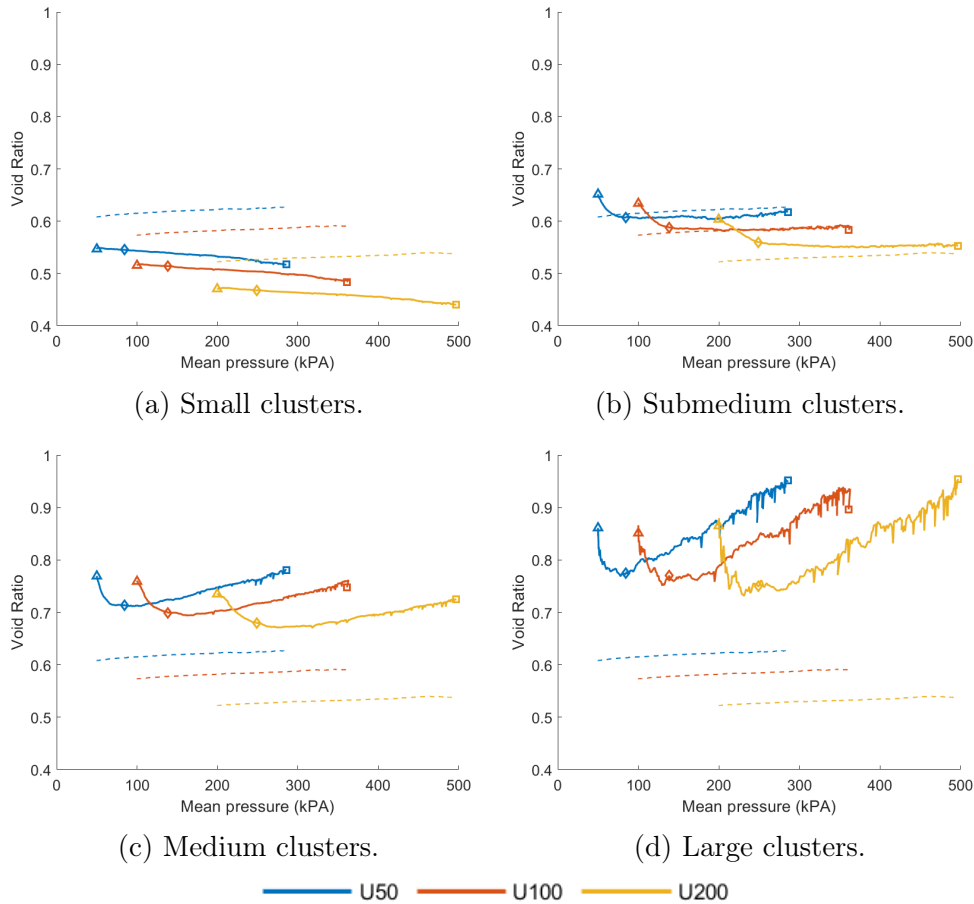 1
0.9
0.8
0.7
0.6
0.5
0.4
Void Ratio
0 100 200 300 400 500
Mean pressure (kPA)
(a) Small clusters.
1
0.9
0.8
0.7
0.6
0.5
0.4
Void Ratio
0 100 200 300 400 500
Mean pressure (kPA)
(b) Submedium clusters.
1
0.9
0.8
0.7
0.6
0.5
0.4
Void Ratio
0 100 200 300 400 500
Mean pressure (kPA)
(c) Medium clusters.
1
0.9
0.8
0.7
0.6
0.5
0.4
Void Ratio
0 100 200 300 400 500
Mean pressure (kPA)
(d) Large clusters.
U50 U100 U200